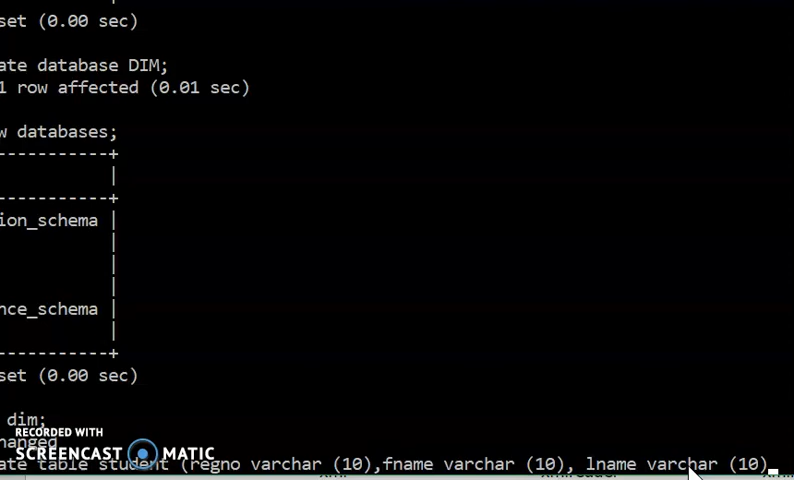 set (0.00 sec)
ate database DIM;
1 row affected (0.01 sec)
w databases;
-----------+
|
-----------+
ion_schema |
|
|
|
nce_schema |
|
-----------+
set (0.00 sec)
dim;
hanged
RECORDED WITH
SCREENCAST MATIC
ate table student (regno varchar (10),fname varchar (10), lname varchar (10)_